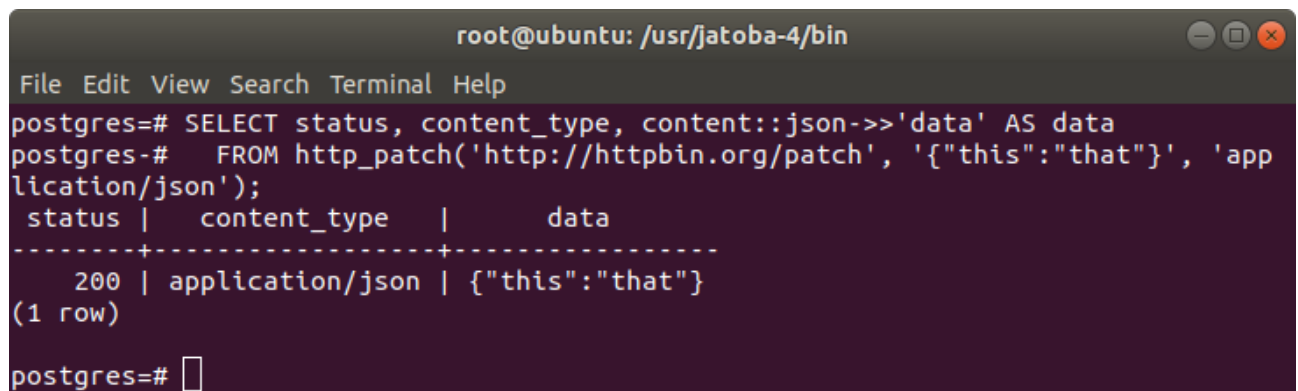 root@ubuntu: /usr/jatoba-4/bin
File Edit View Search Terminal Help
postgres=# SELECT status, content_type, content::json->>'data' AS data
postgres-#   FROM http_patch('http://httpbin.org/patch', '{"this":"that"}', 'app
lication/json');
 status |   content_type   |      data
--------+------------------+-----------------
    200 | application/json | {"this":"that"}
(1 row)
postgres=#